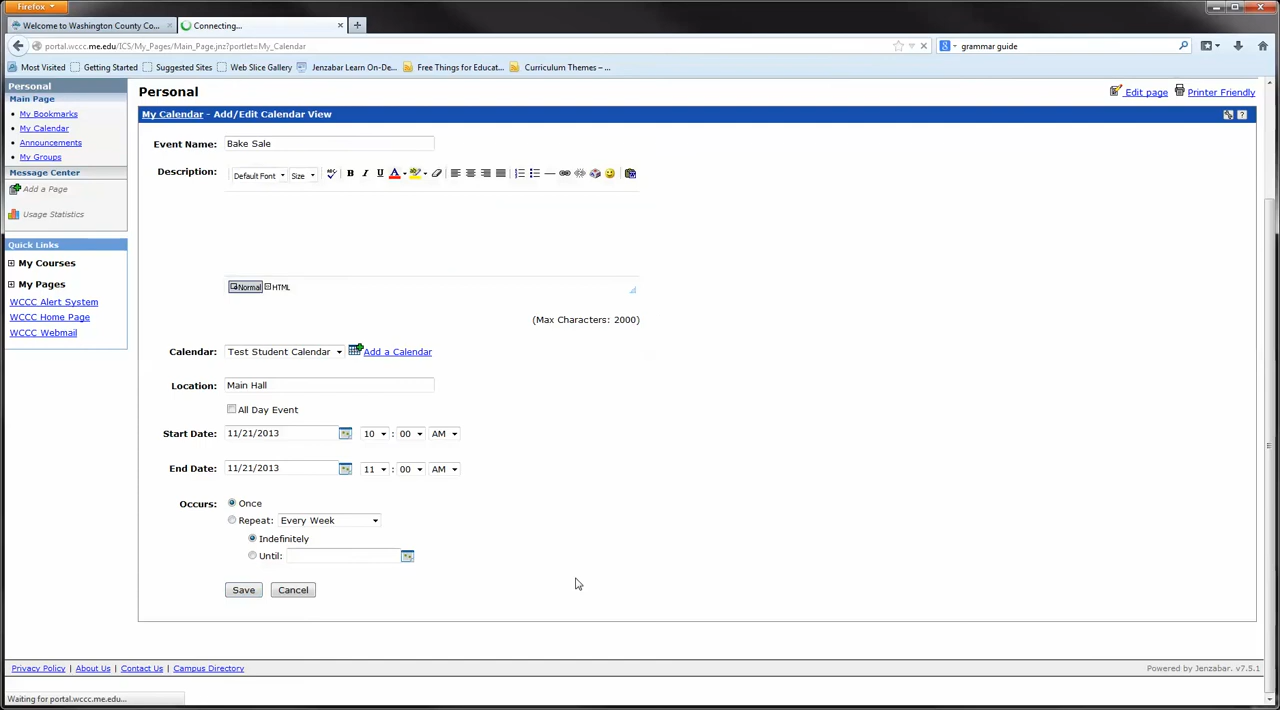 Firefox
Welcome to Washington County Co...
Connecting...
portal.wccc.me.edu/ICS/My_Pages/Main_Page.jnz?portlet=My_Calendar
grammar guide
Most Visited
Getting Started
Suggested Sites
Web Slice Gallery
Jenzabar Learn On-De...
Free Things for Educat...
Curriculum Themes – ...
Personal
Main Page
My Bookmarks
My Calendar
Announcements
My Groups
Message Center
Add a Page
Usage Statistics
Quick Links
My Courses
My Pages
WCCC Alert System
WCCC Home Page
WCCC Webmail
Personal
Edit page
Printer Friendly
My Calendar - Add/Edit Calendar View
Event Name: Bake Sale
Description:
Default Font Size
Normal HTML
(Max Characters: 2000)
Calendar: Test Student Calendar Add a Calendar
Location: Main Hall
All Day Event
Start Date: 11/21/2013 10 : 00 AM
End Date: 11/21/2013 11 : 00 AM
Occurs: Once
Repeat: Every Week
Indefinitely
Until:
Save Cancel
Privacy Policy | About Us | Contact Us | Campus Directory
Powered by Jenzabar. v7.5.1
Waiting for portal.wccc.me.edu...